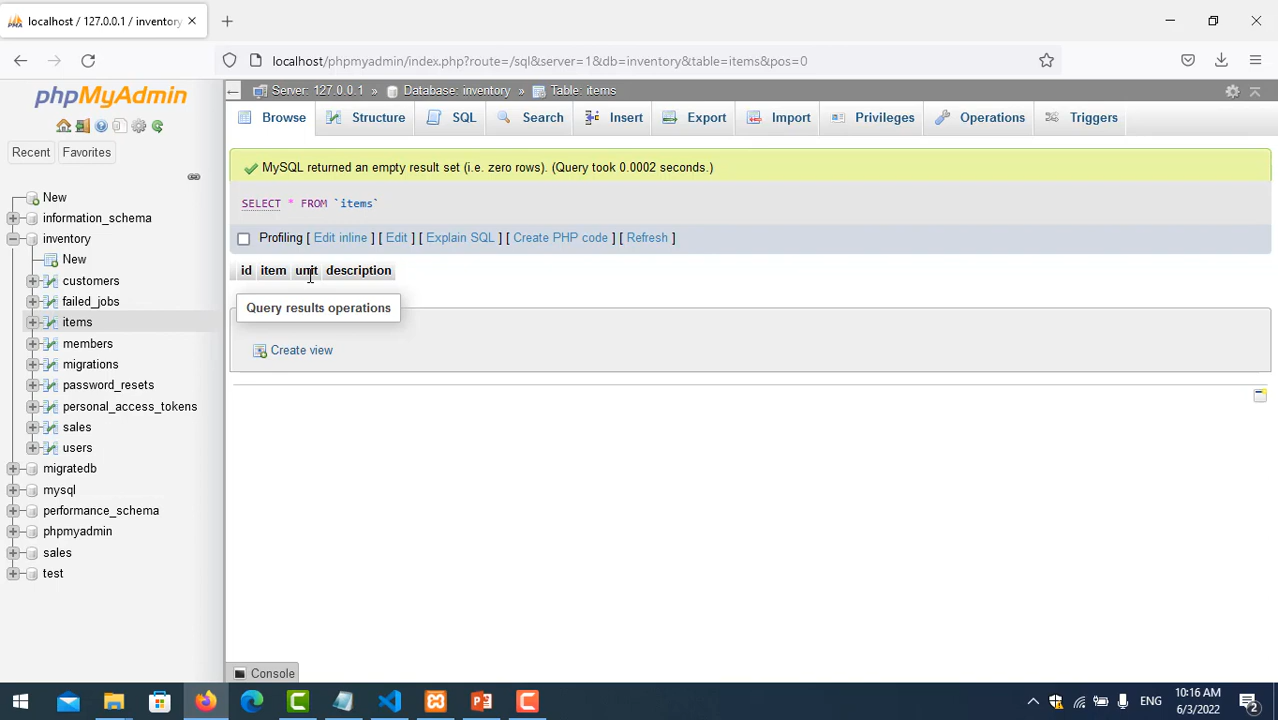 localhost / 127.0.0.1 / inventory
localhost/phpmyadmin/index.php?route=/sql&server=1&db=inventory&table=items&pos=0
phpMyAdmin
Recent
Favorites
New
information_schema
inventory
New
customers
failed_jobs
items
members
migrations
password_resets
personal_access_tokens
sales
users
migratedb
mysql
performance_schema
phpmyadmin
sales
test
Server: 127.0.0.1 » Database: inventory » Table: items
Browse Structure SQL Search Insert Export Import Privileges Operations Triggers
MySQL returned an empty result set (i.e. zero rows). (Query took 0.0002 seconds.)
SELECT * FROM `items`
Profiling [ Edit inline ] [ Edit ] [ Explain SQL ] [ Create PHP code ] [ Refresh ]
id item unit description
Query results operations
Create view
Console
ENG
10:16 AM
6/3/2022
2